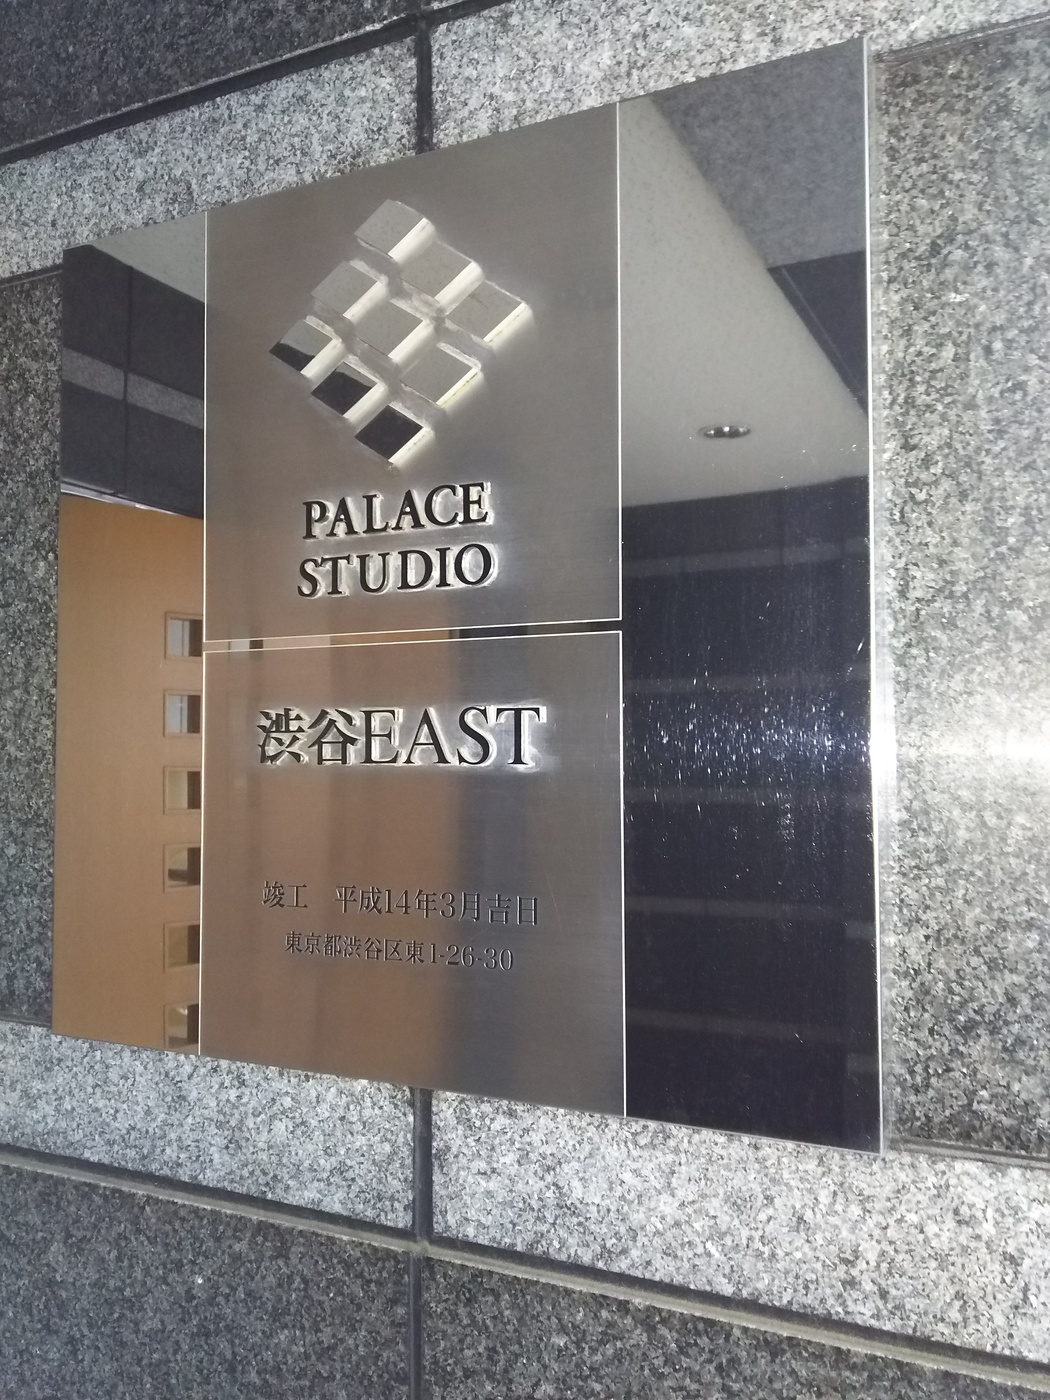 PALACE
STUDIO
渋谷EAST
竣工　平成14年3月吉日
東京都渋谷区東1-26-30